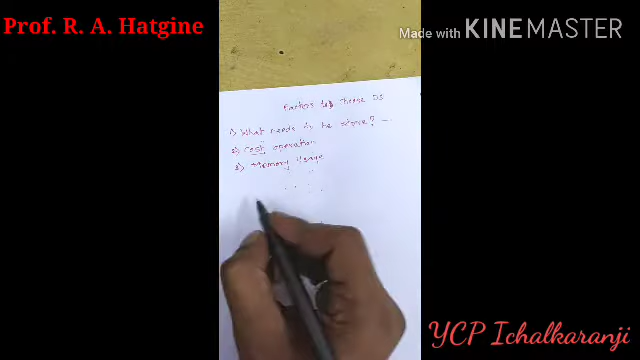 Prof. R. A. Hatgine
Made with KINEMASTER
Factors to choose DS
1) What needs to be store? —
2) Cost operation
3) Memory Usage
YCP Ichalkaranji